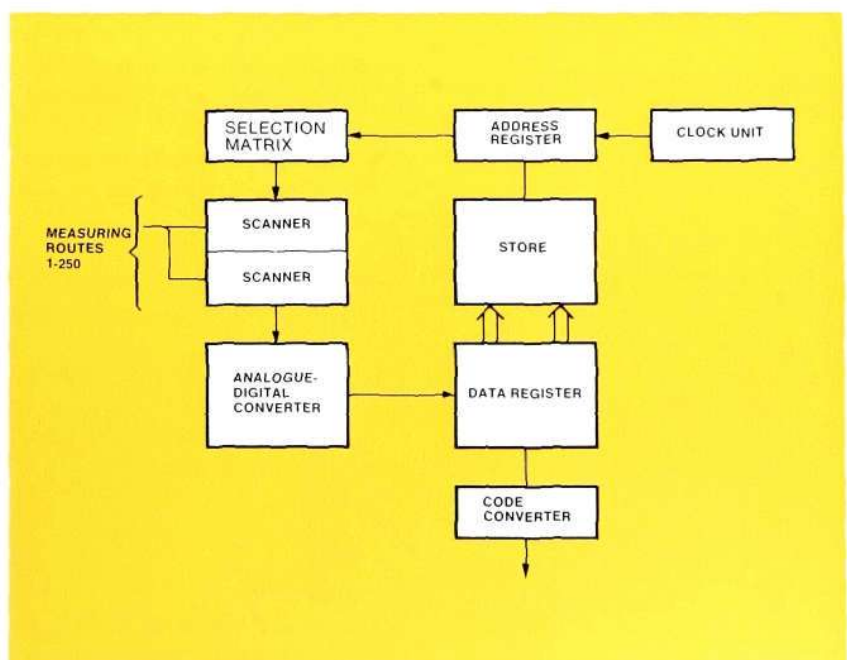 SELECTION
MATRIX
ADDRESS
REGISTER
CLOCK UNIT
MEASURING
ROUTES
1-250
SCANNER
SCANNER
STORE
ANALOGUE-
DIGITAL
CONVERTER
DATA REGISTER
CODE
CONVERTER